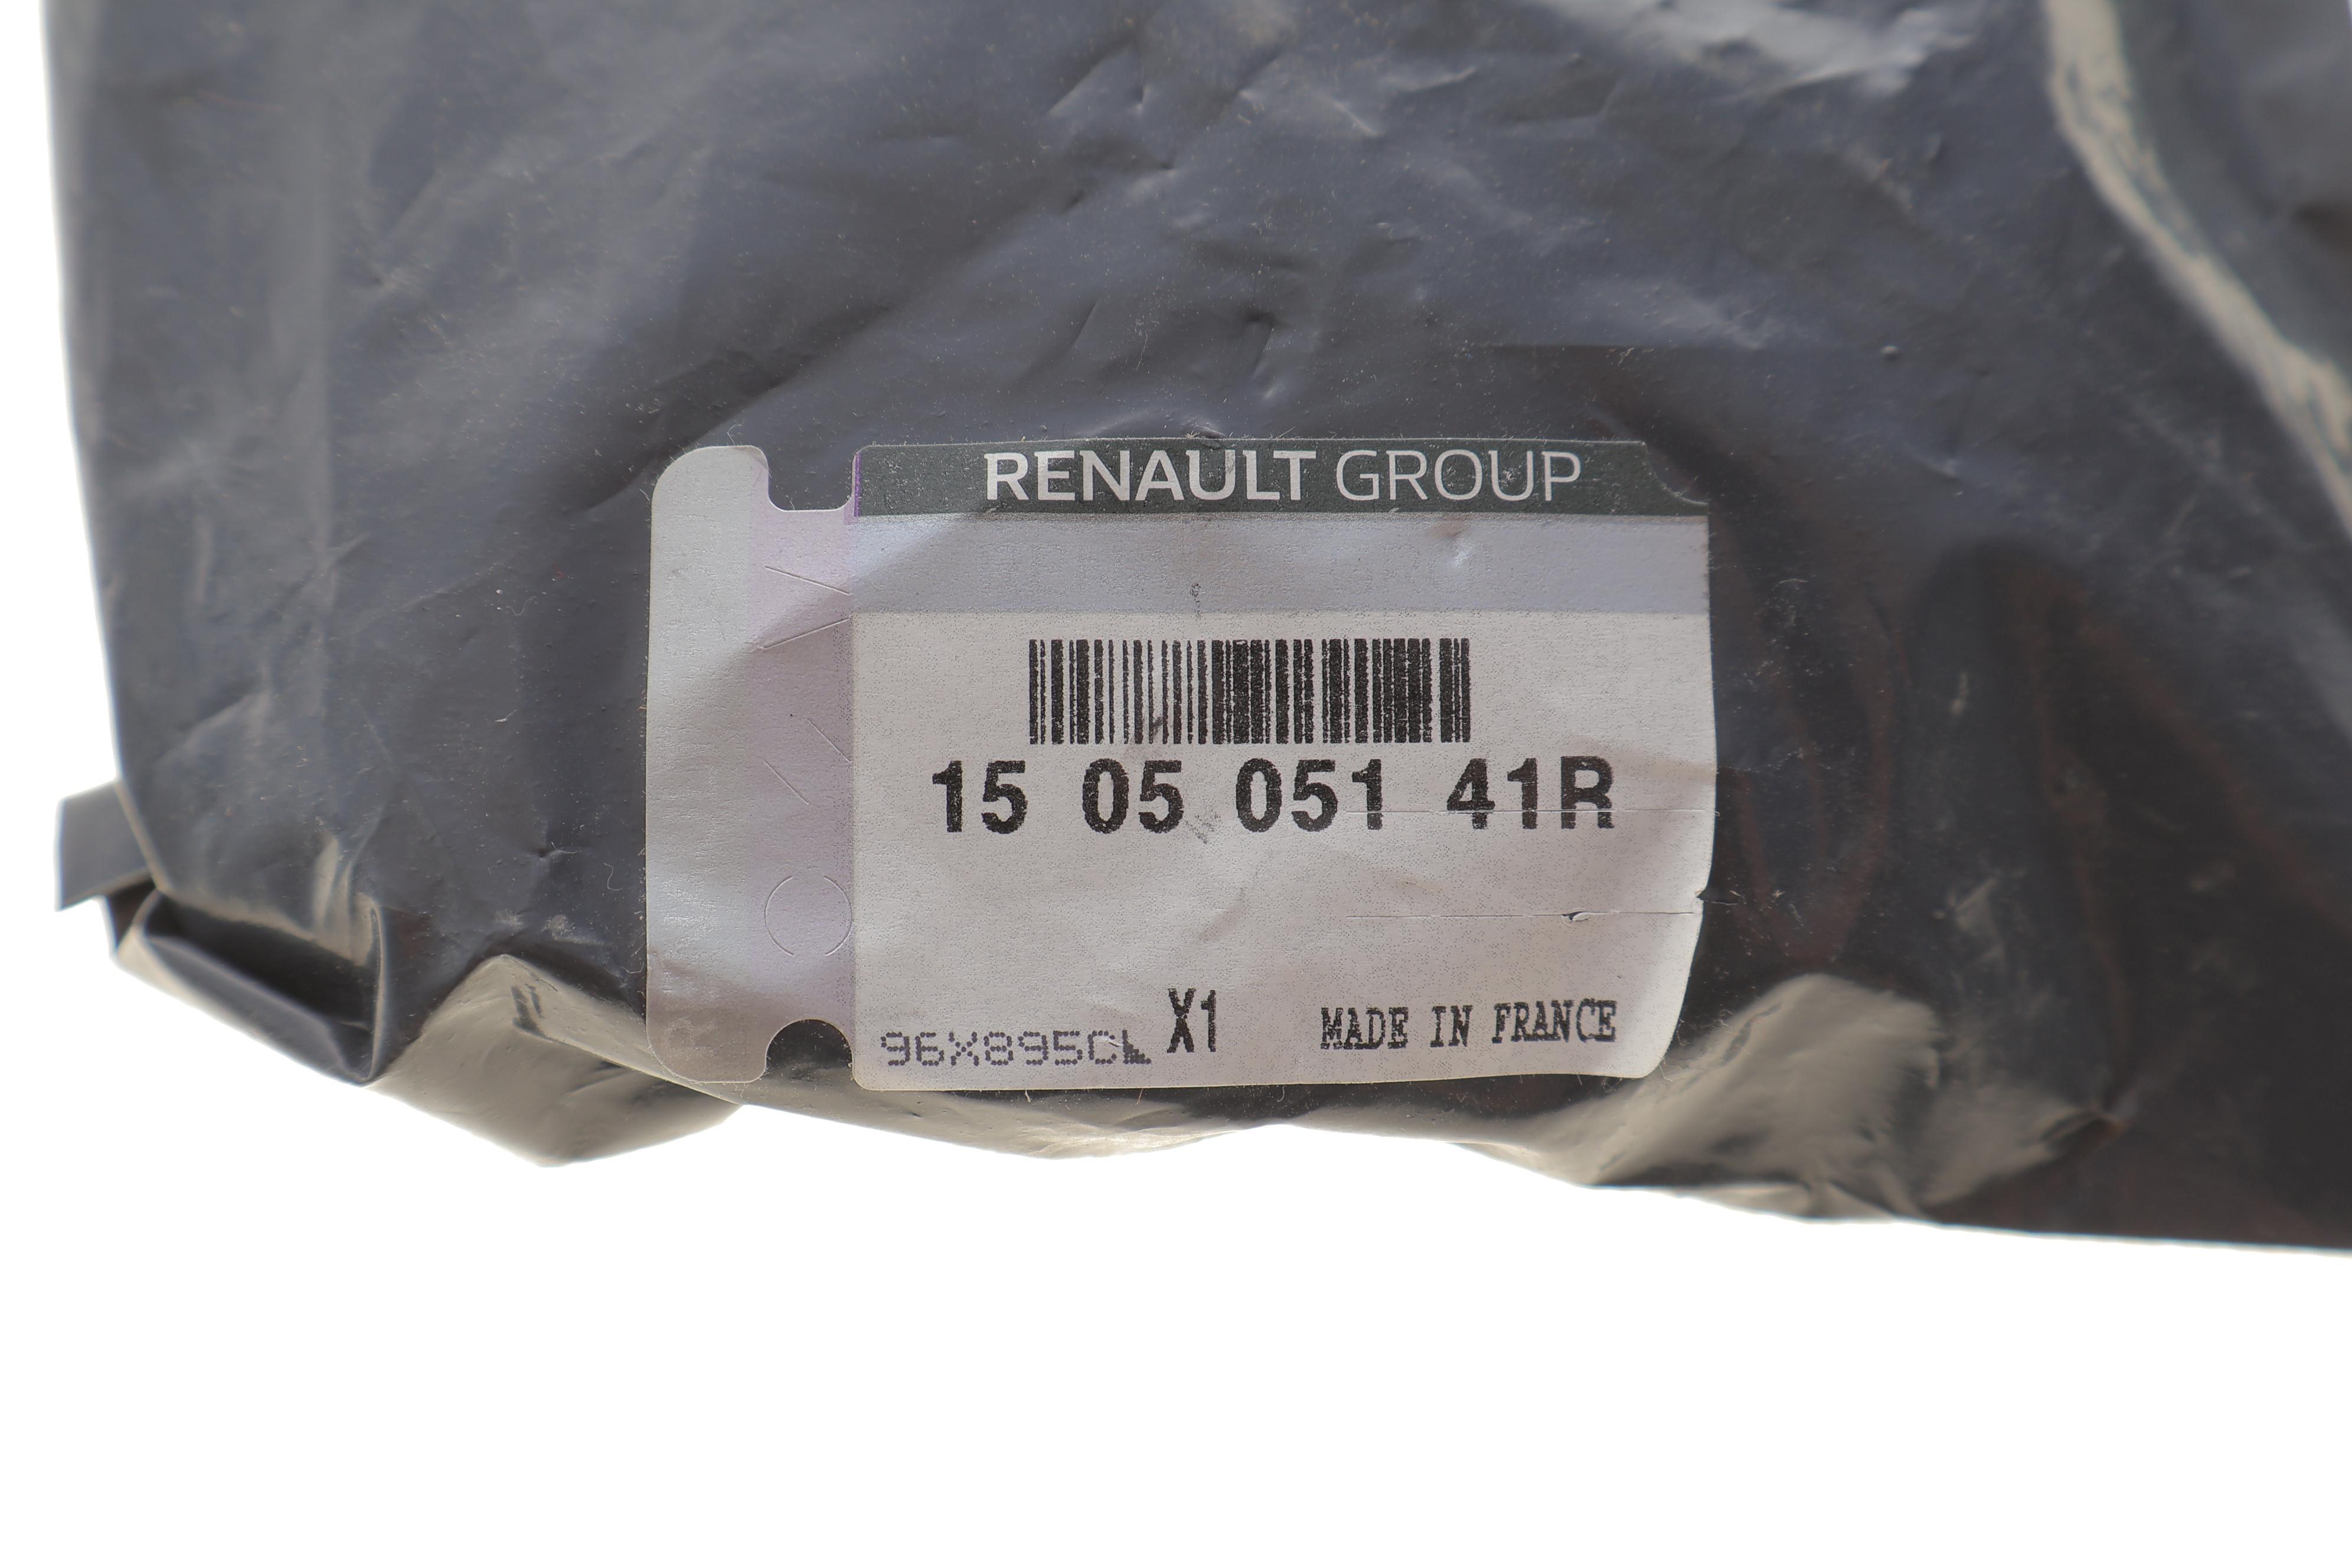 RENAULT GROUP
15 05 051 41R
96X895C X1 MADE IN FRANCE